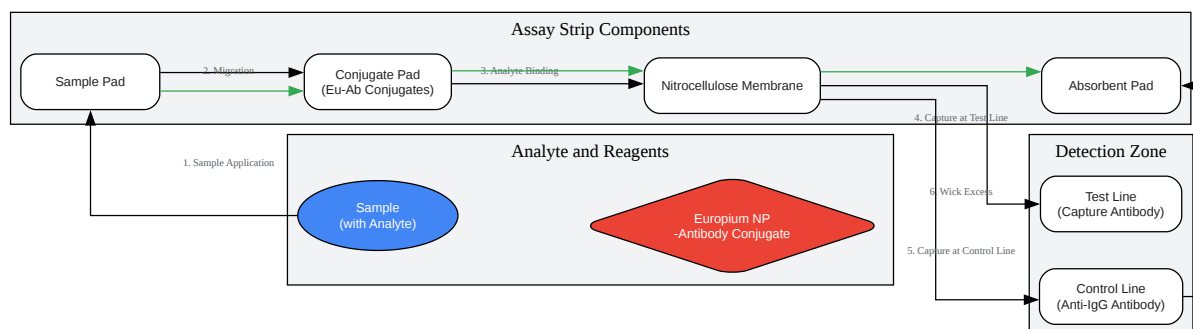 Assay Strip Components
Sample Pad
2. Migration
Conjugate Pad
(Eu-Ab Conjugates)
3. Analyte Binding
Nitrocellulose Membrane
Absorbent Pad
4. Capture at Test Line
1. Sample Application
Analyte and Reagents
Sample
(with Analyte)
Europium NP
-Antibody Conjugate
Detection Zone
6. Wick Excess
Test Line
(Capture Antibody)
5. Capture at Control Line
Control Line
(Anti-IgG Antibody)